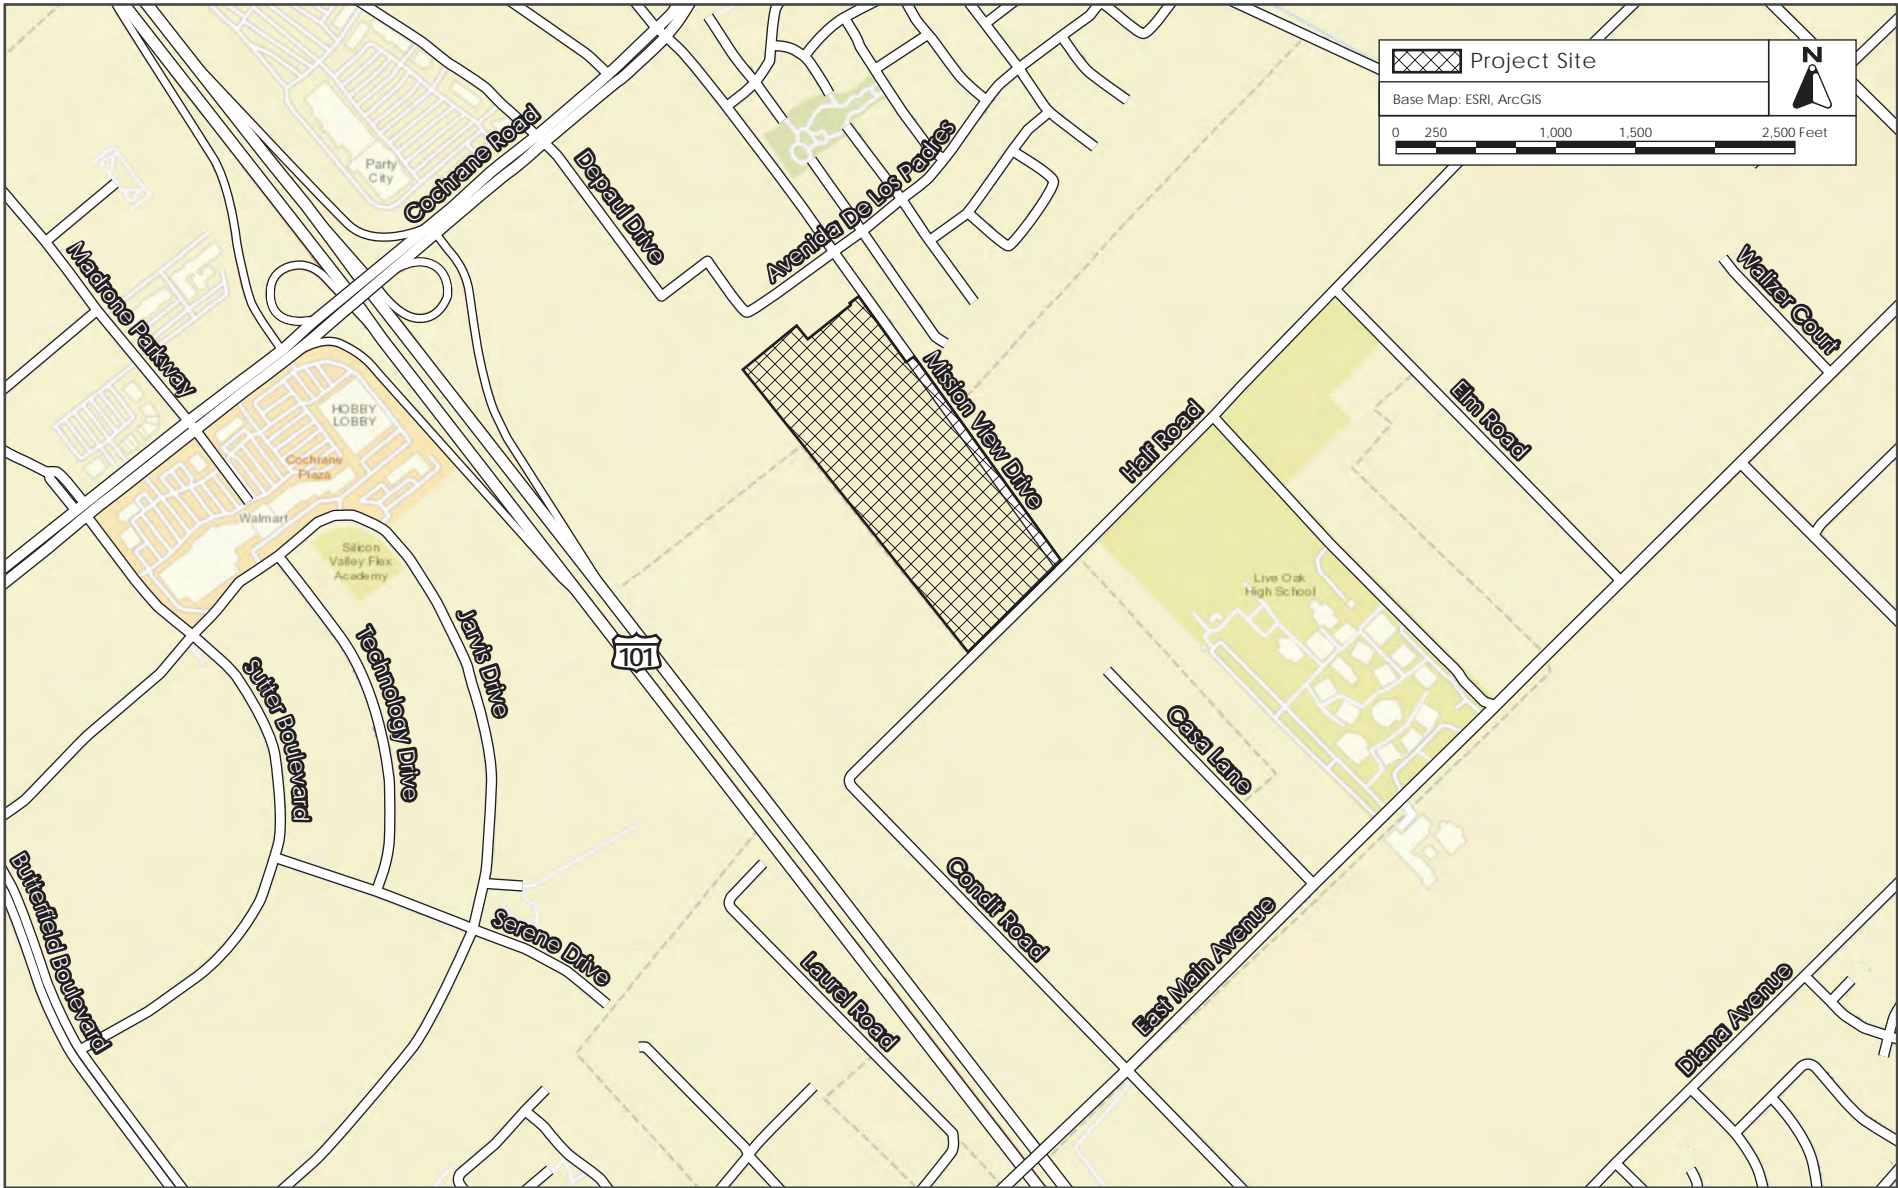 Project Site
N
Base Map: ESRI, ArcGIS
0 250 1,000 1,500 2,500 Feet
Cochrane Road
Party
City
Depaul Drive
Avenida De Los Padres
Madrone Parkway
Walizer Court
Mission View Drive
Half Road
Elm Road
HOBBY
LOBBY
Cochrane
Plaza
Walmart
Silicon
Valley Flex
Academy
Live Oak
High School
Jarvis Drive
Technology Drive
Sutter Boulevard
101
Casa Lane
Butterfield Boulevard
Serene Drive
Condit Road
Laurel Road
East Main Avenue
Diana Avenue